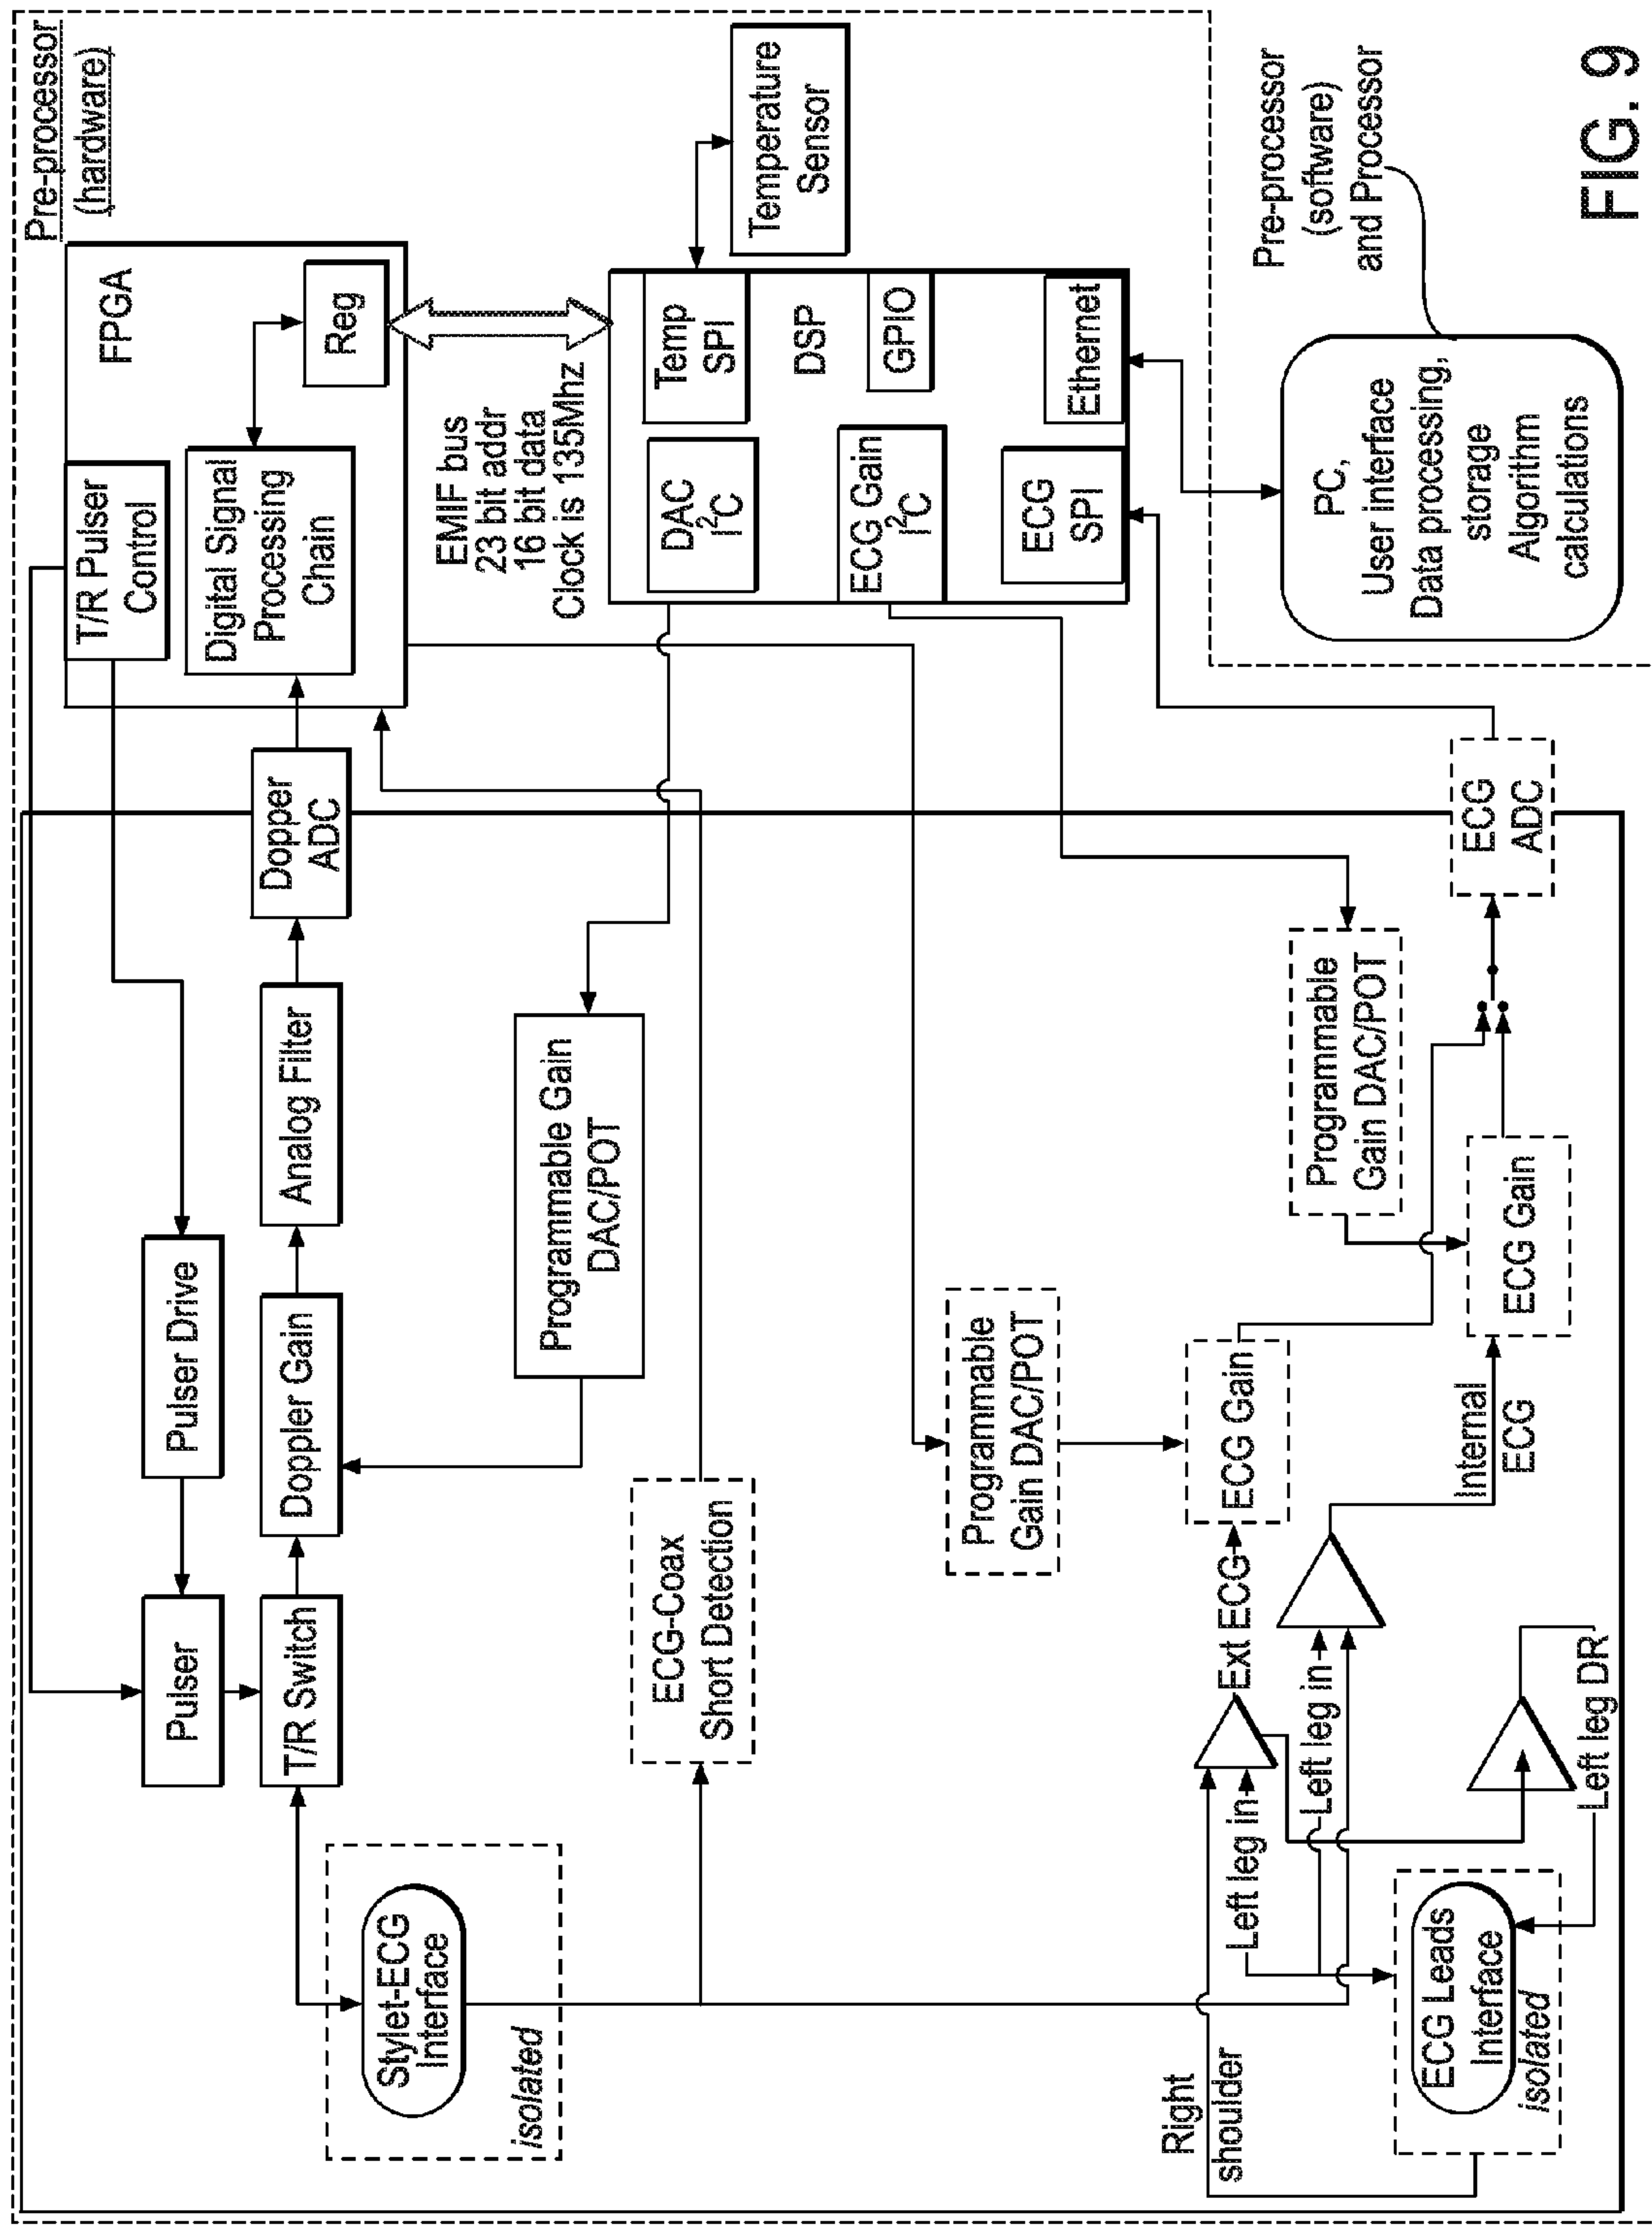 Pre-processor
(hardware)
FPGA
T/R Pulser
Control
Digital Signal
Processing
Chain
Reg
Pulser
Pulser Drive
T/R Switch
Doppler Gain
Analog Filter
Dopper
ADC
Stylet-ECG
Interface
isolated
Programmable Gain
DAC/POT
ECG-Coax
Short Detection
EMIF bus
23 bit addr
16 bit data
Clock is 135Mhz
Temp
SPI
DAC
I²C
DSP
GPIO
ECG Gain
I²C
ECG
SPI
Ethernet
Temperature
Sensor
Programmable
Gain DAC/POT
Right
shoulder
Left leg in
Ext ECG
ECG Gain
Left leg in
Programmable
Gain DAC/POT
Internal
ECG
ECG Gain
ECG
ADC
ECG Leads
Interface
isolated
Left leg DR
PC,
User interface
Data processing,
storage
Algorithm
calculations
Pre-processor
(software)
and Processor
FIG. 9